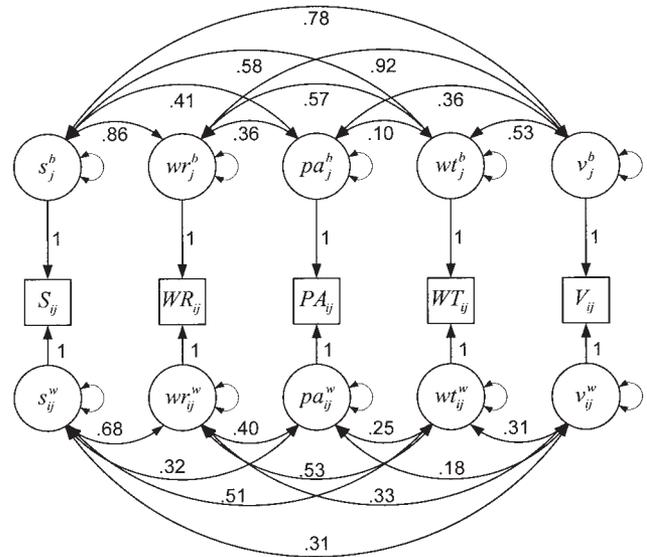 .78
.58 .92
.41 .57 .36
.86 .36 .10 .53
s_j^b wr_j^b pa_j^b wt_j^b v_j^b
1 1 1 1 1
S_ij WR_ij PA_ij WT_ij V_ij
1 1 1 1 1
s_ij^w wr_ij^w pa_ij^w wt_ij^w v_ij^w
.68 .40 .25 .31
.32 .53 .18
.51 .33
.31